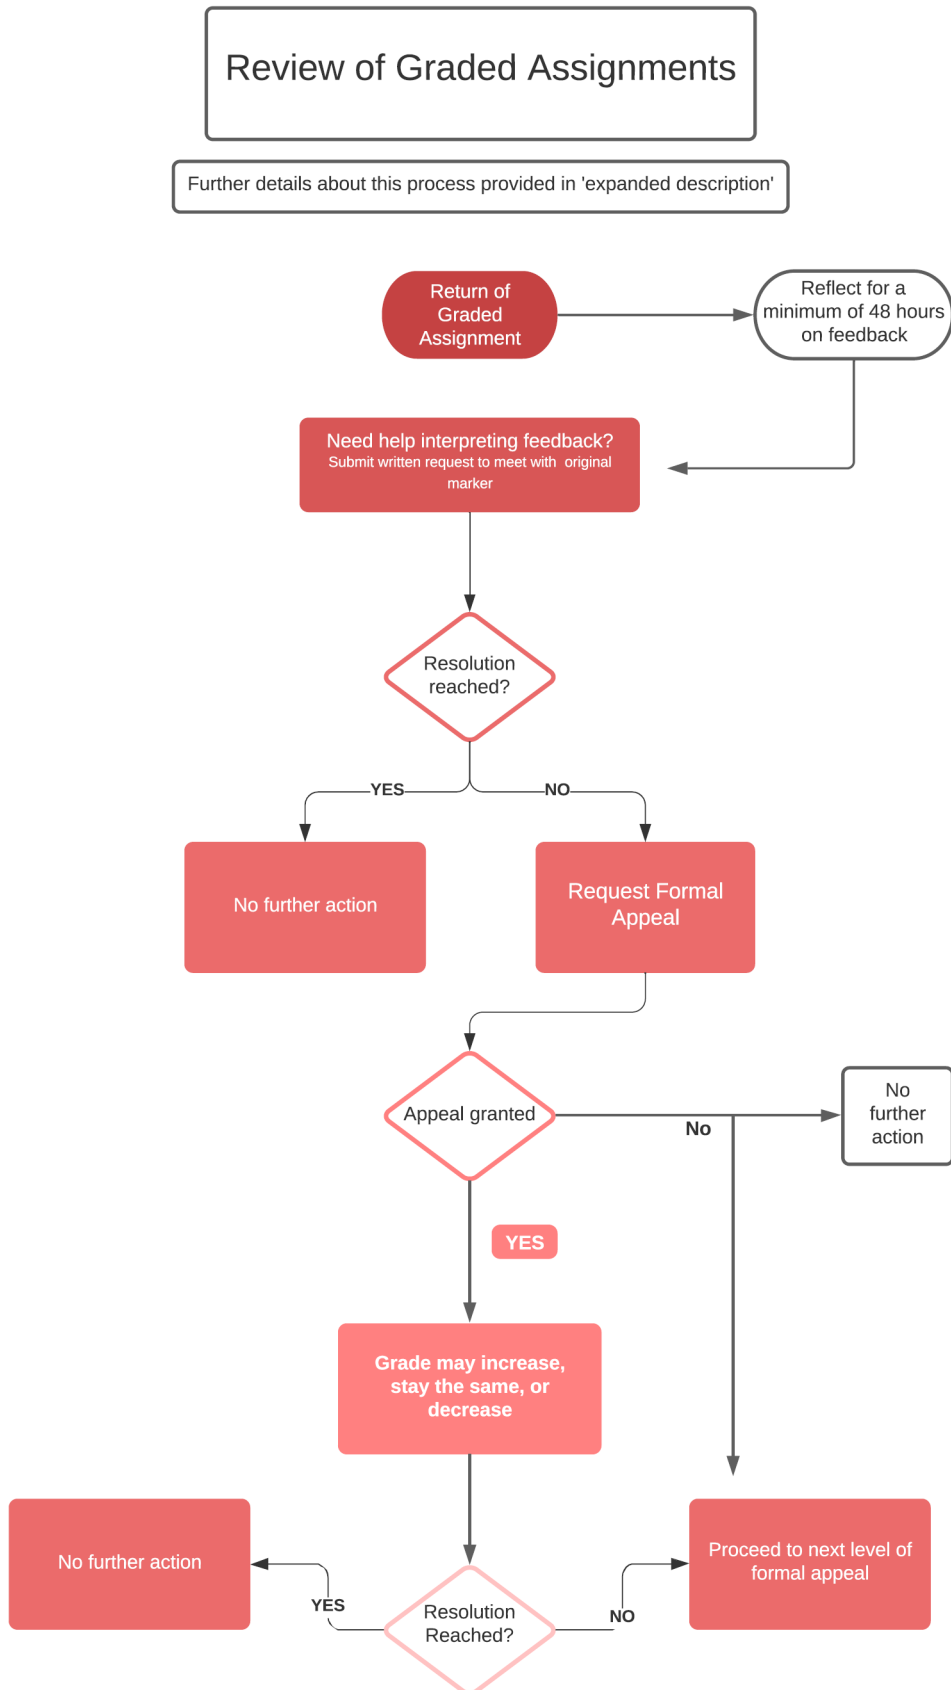 Review of Graded Assignments
Further details about this process provided in 'expanded description'
Return of
Graded
Assignment
Reflect for a
minimum of 48 hours
on feedback
Need help interpreting feedback?
Submit written request to meet with original
marker
Resolution
reached?
YES
NO
No further action
Request Formal
Appeal
Appeal granted
No
No
further
action
YES
Grade may increase,
stay the same, or
decrease
No further action
Proceed to next level of
formal appeal
YES
Resolution
Reached?
NO